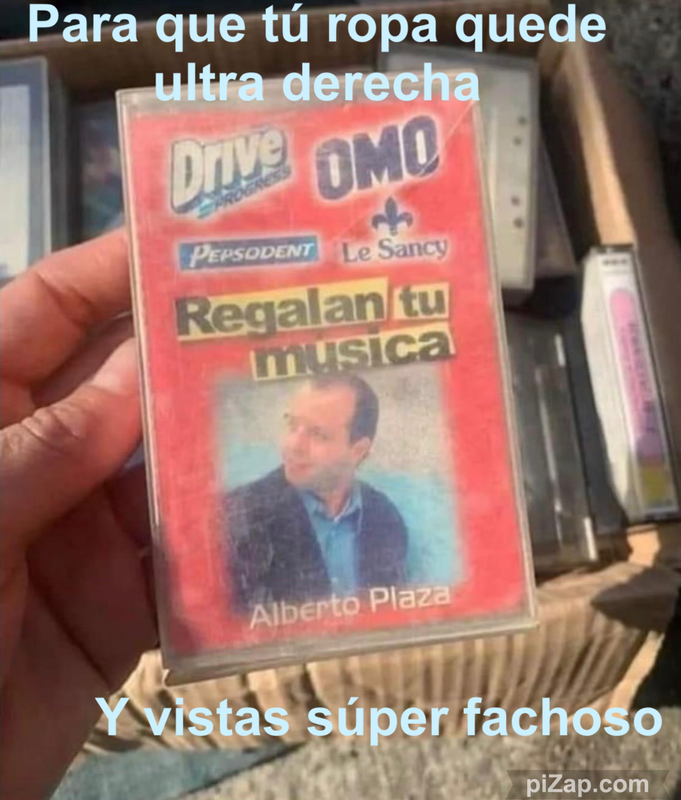 Para que tú ropa quede
ultra derecha
Drive
PROGRESS
OMO
PEPSODENT
Le Sancy
Regalan tu
musica
Alberto Plaza
Y vistas súper fachoso
piZap.com